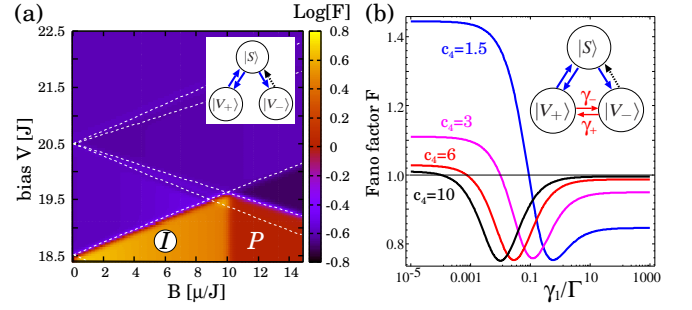 (a)
Log[F]
22.5
21.5
20.5
19.5
18.5
bias V [J]
0
2
4
6
8
10
12
14
B [μ/J]
I
P
|S⟩
|V₊⟩
|V₋⟩
0.8
0.6
0.4
0.2
0
-0.2
-0.4
-0.6
-0.8
(b)
1.4
1.2
1.0
0.8
Fano factor F
c₄=1.5
c₄=3
c₄=6
c₄=10
|S⟩
|V₊⟩
γ₋
γ₊
|V₋⟩
10⁻⁵
0.001
0.1
10
1000
γ₁/Γ